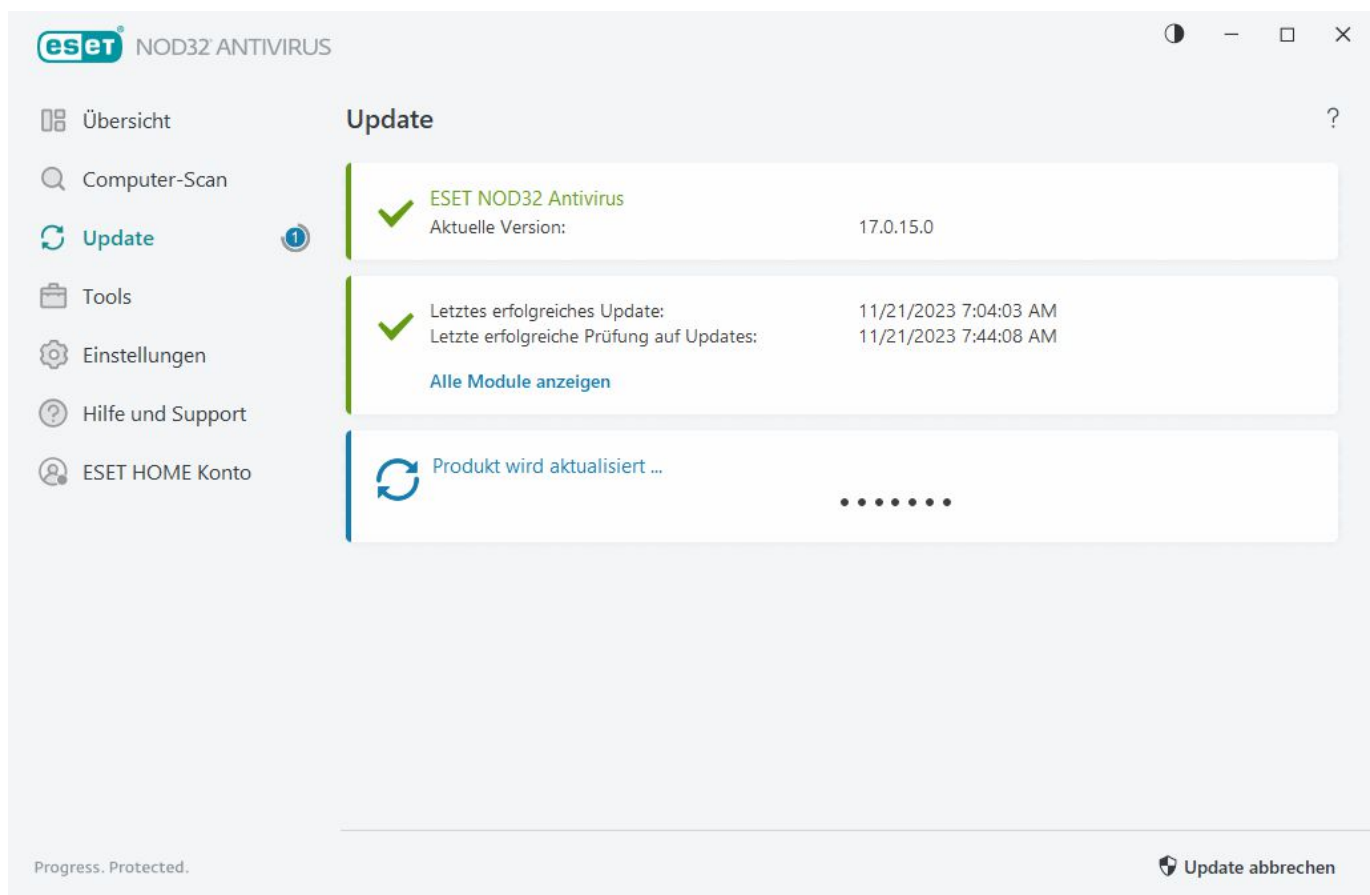 eset® NOD32® ANTIVIRUS
Übersicht
Computer-Scan
Update
1
Tools
Einstellungen
Hilfe und Support
ESET HOME Konto
Update
?
ESET NOD32 Antivirus
Aktuelle Version: 17.0.15.0
Letztes erfolgreiches Update: 11/21/2023 7:04:03 AM
Letzte erfolgreiche Prüfung auf Updates: 11/21/2023 7:44:08 AM
Alle Module anzeigen
Produkt wird aktualisiert ...
Progress. Protected.
Update abbrechen